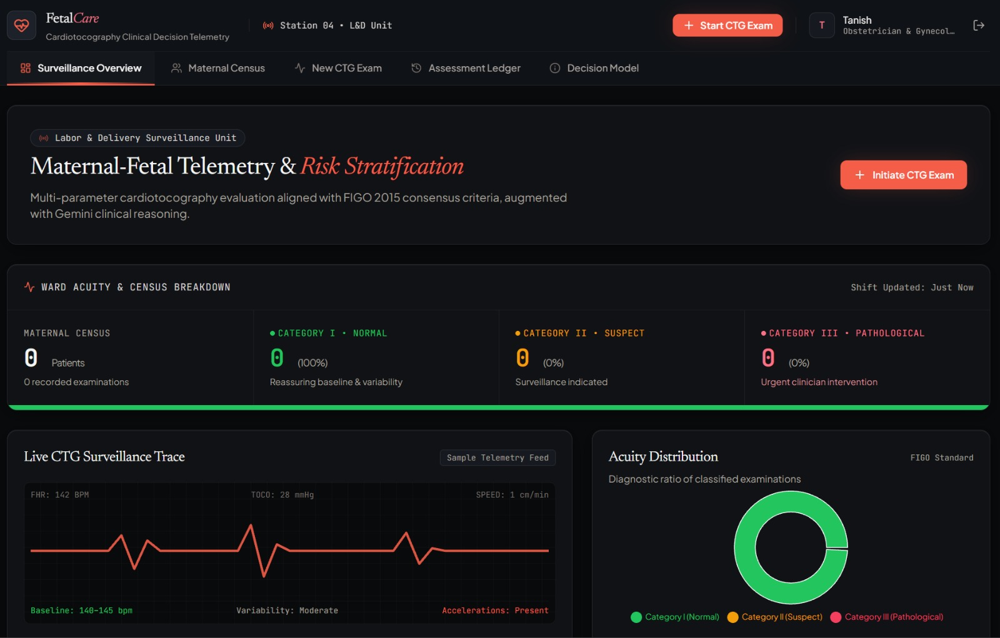 FetalCare
Cardiotocography Clinical Decision Telemetry
Station 04 • L&D Unit
Start CTG Exam
T
Tanish
Obstetrician & Gynecol…
Surveillance Overview
Maternal Census
New CTG Exam
Assessment Ledger
Decision Model
Labor & Delivery Surveillance Unit
Maternal-Fetal Telemetry & Risk Stratification
Multi-parameter cardiotocography evaluation aligned with FIGO 2015 consensus criteria, augmented
with Gemini clinical reasoning.
Initiate CTG Exam
WARD ACUITY & CENSUS BREAKDOWN
Shift Updated: Just Now
MATERNAL CENSUS
0 Patients
0 recorded examinations
CATEGORY I • NORMAL
0 (100%)
Reassuring baseline & variability
CATEGORY II • SUSPECT
0 (0%)
Surveillance indicated
CATEGORY III • PATHOLOGICAL
0 (0%)
Urgent clinician intervention
Live CTG Surveillance Trace
Sample Telemetry Feed
FHR: 142 BPM
TOCO: 28 mmHg
SPEED: 1 cm/min
Baseline: 140-145 bpm
Variability: Moderate
Accelerations: Present
Acuity Distribution
FIGO Standard
Diagnostic ratio of classified examinations
Category I (Normal)
Category II (Suspect)
Category III (Pathological)